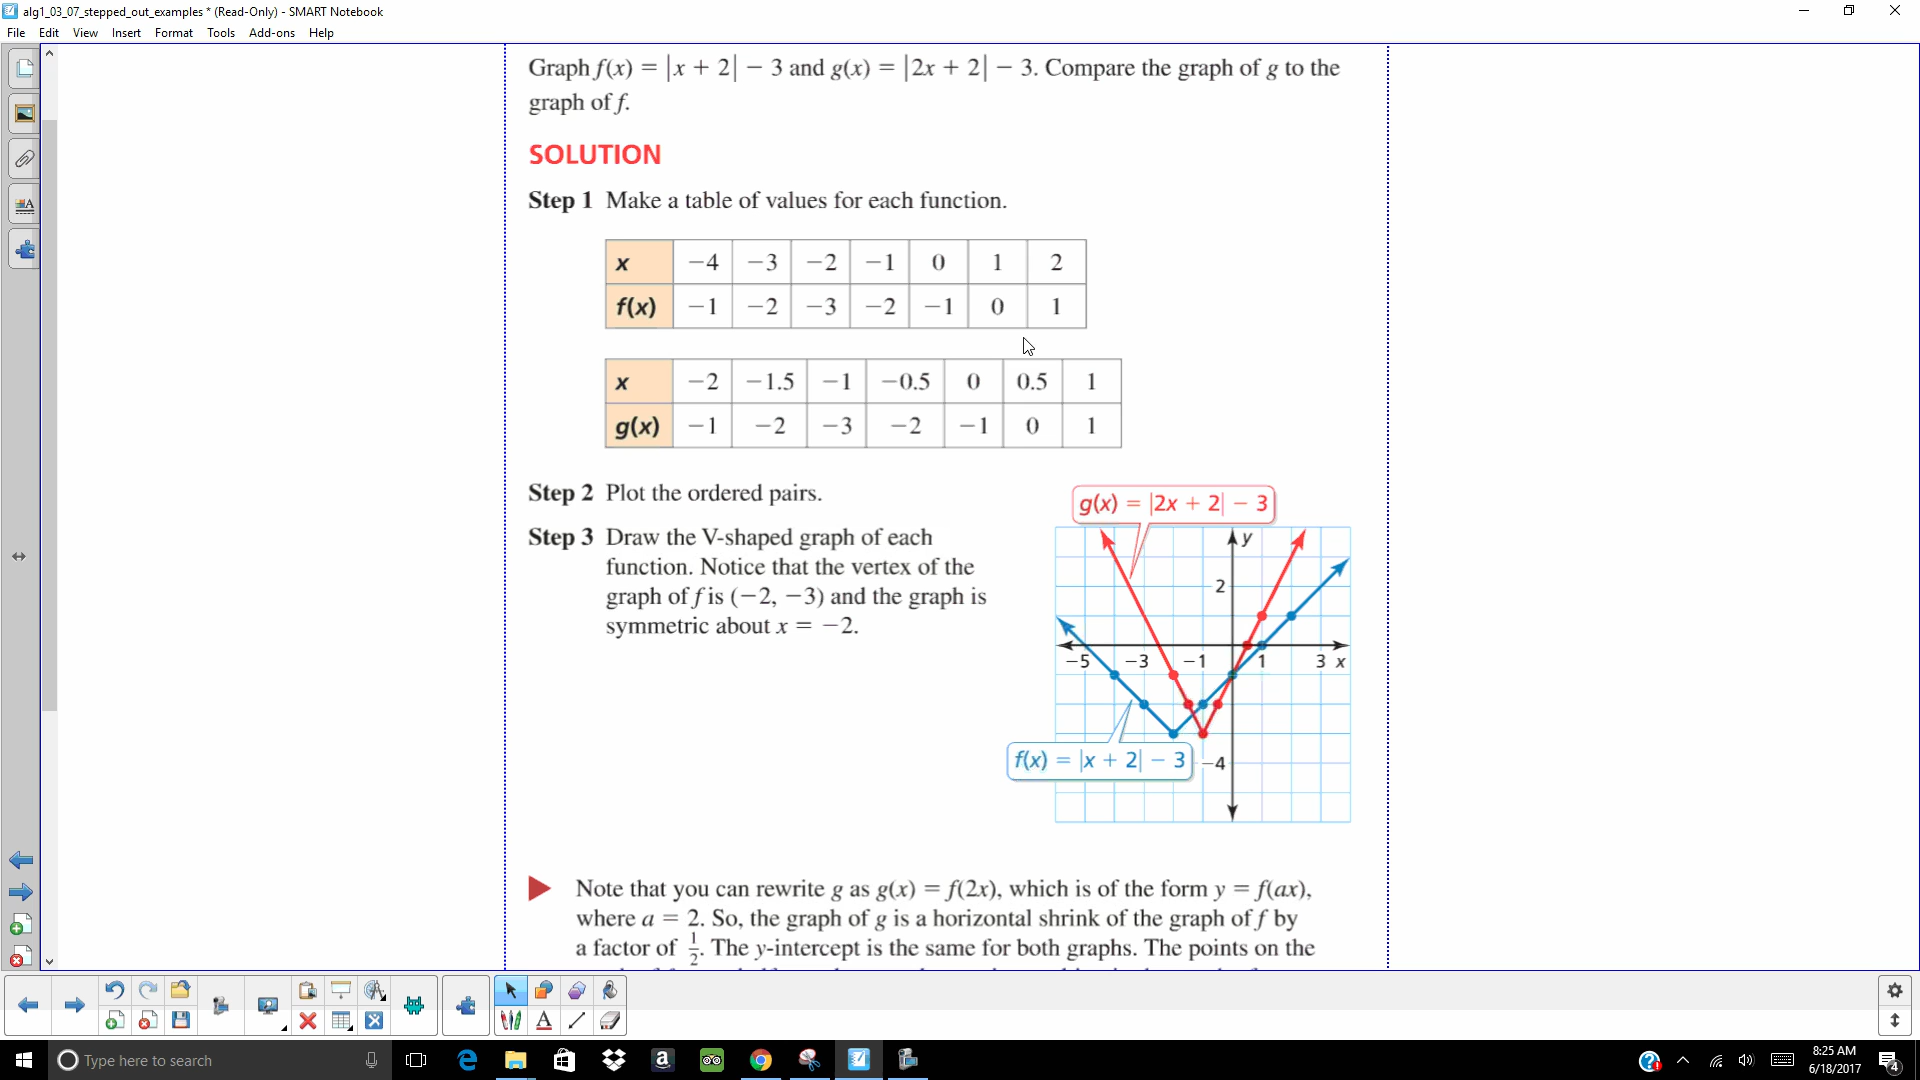 alg1_03_07_stepped_out_examples * (Read-Only) - SMART Notebook
File Edit View Insert Format Tools Add-ons Help
Graph f(x) = |x + 2| − 3 and g(x) = |2x + 2| − 3. Compare the graph of g to the
graph of f.
SOLUTION
Step 1 Make a table of values for each function.
x −4 −3 −2 −1 0 1 2
f(x) −1 −2 −3 −2 −1 0 1
x −2 −1.5 −1 −0.5 0 0.5 1
g(x) −1 −2 −3 −2 −1 0 1
Step 2 Plot the ordered pairs.
Step 3 Draw the V-shaped graph of each
function. Notice that the vertex of the
graph of f is (−2, −3) and the graph is
symmetric about x = −2.
g(x) = |2x + 2| − 3
y
2
−5 −3 −1 1 3 x
f(x) = |x + 2| − 3
−4
Note that you can rewrite g as g(x) = f(2x), which is of the form y = f(ax),
where a = 2. So, the graph of g is a horizontal shrink of the graph of f by
a factor of 1/2. The y-intercept is the same for both graphs. The points on the
Type here to search
8:25 AM
6/18/2017
4